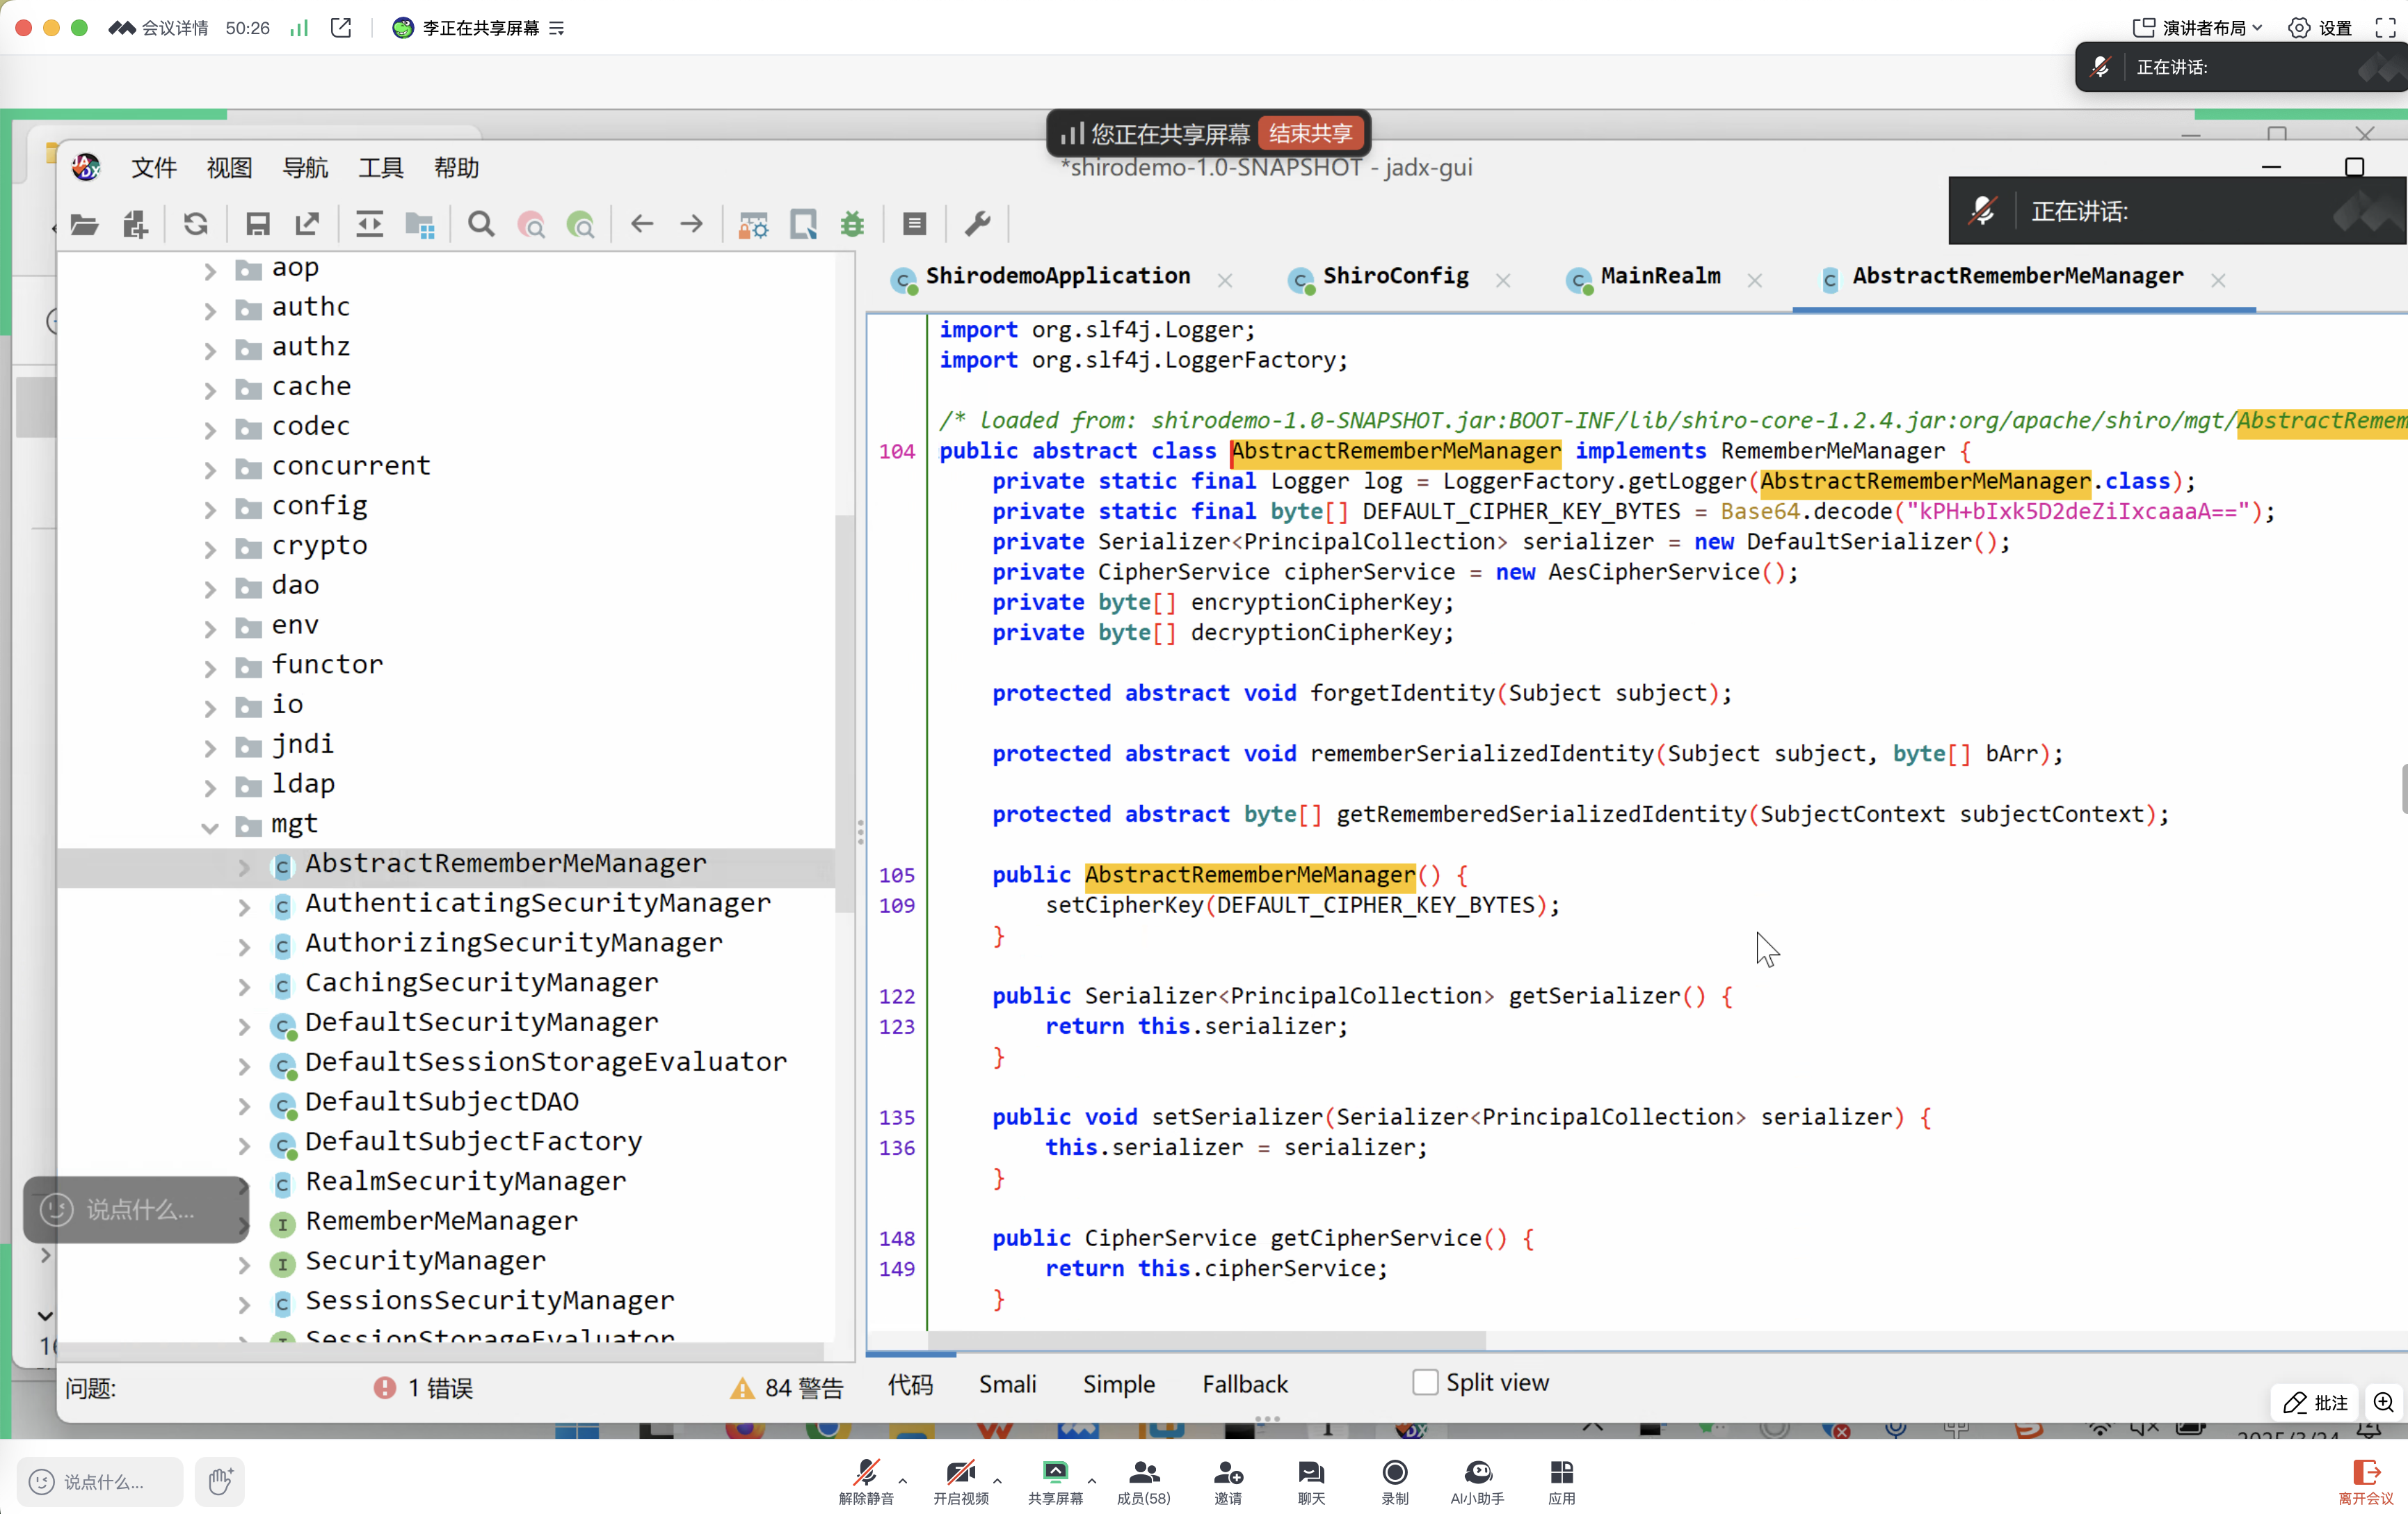 会议详情 50:26 李正在共享屏幕
演讲者布局 设置
正在讲话:
您正在共享屏幕 结束共享
*shirodemo-1.0-SNAPSHOT - jadx-gui
文件 视图 导航 工具 帮助
正在讲话:
aop
authc
authz
cache
codec
concurrent
config
crypto
dao
env
functor
io
jndi
ldap
mgt
AbstractRememberMeManager
AuthenticatingSecurityManager
AuthorizingSecurityManager
CachingSecurityManager
DefaultSecurityManager
DefaultSessionStorageEvaluator
DefaultSubjectDAO
DefaultSubjectFactory
RealmSecurityManager
RememberMeManager
SecurityManager
SessionsSecurityManager
SessionStorageEvaluator
ShirodemoApplication ShiroConfig MainRealm AbstractRememberMeManager
import org.slf4j.Logger;
import org.slf4j.LoggerFactory;
/* loaded from: shirodemo-1.0-SNAPSHOT.jar:BOOT-INF/lib/shiro-core-1.2.4.jar:org/apache/shiro/mgt/AbstractRemem
104 public abstract class AbstractRememberMeManager implements RememberMeManager {
private static final Logger log = LoggerFactory.getLogger(AbstractRememberMeManager.class);
private static final byte[] DEFAULT_CIPHER_KEY_BYTES = Base64.decode("kPH+bIxk5D2deZiIxcaaaA==");
private Serializer<PrincipalCollection> serializer = new DefaultSerializer();
private CipherService cipherService = new AesCipherService();
private byte[] encryptionCipherKey;
private byte[] decryptionCipherKey;
protected abstract void forgetIdentity(Subject subject);
protected abstract void rememberSerializedIdentity(Subject subject, byte[] bArr);
protected abstract byte[] getRememberedSerializedIdentity(SubjectContext subjectContext);
105 public AbstractRememberMeManager() {
109 setCipherKey(DEFAULT_CIPHER_KEY_BYTES);
}
122 public Serializer<PrincipalCollection> getSerializer() {
123 return this.serializer;
}
135 public void setSerializer(Serializer<PrincipalCollection> serializer) {
136 this.serializer = serializer;
}
148 public CipherService getCipherService() {
149 return this.cipherService;
}
说点什么...
问题: 1 错误 84 警告 代码 Smali Simple Fallback Split view
批注
说点什么... 解除静音 开启视频 共享屏幕 成员(58) 邀请 聊天 录制 AI小助手 应用 离开会议